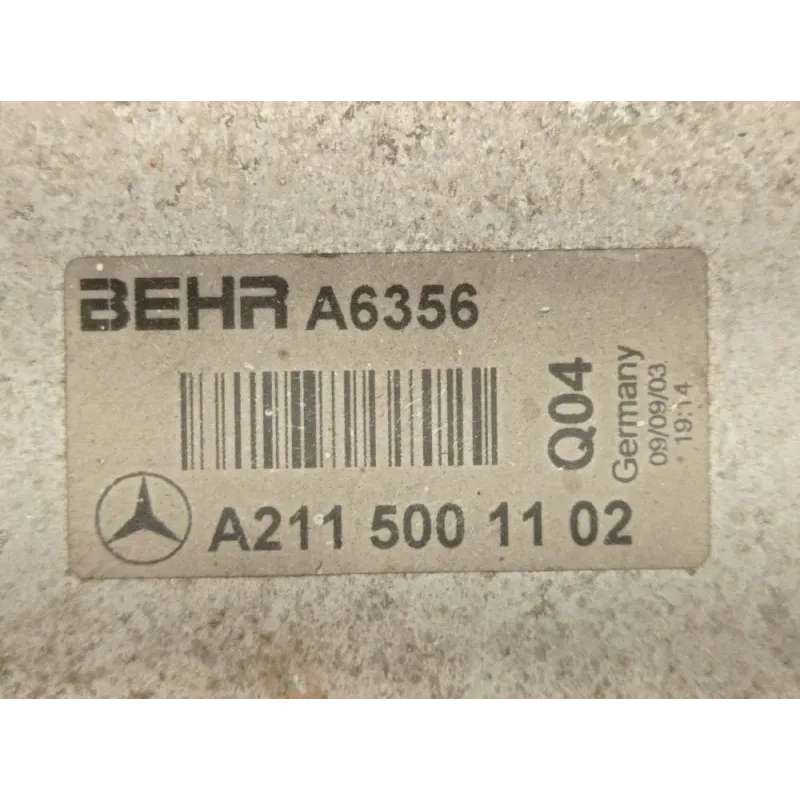 BEHR A6356
Q04
Germany
09/09/03
19:14
A211 500 11 02